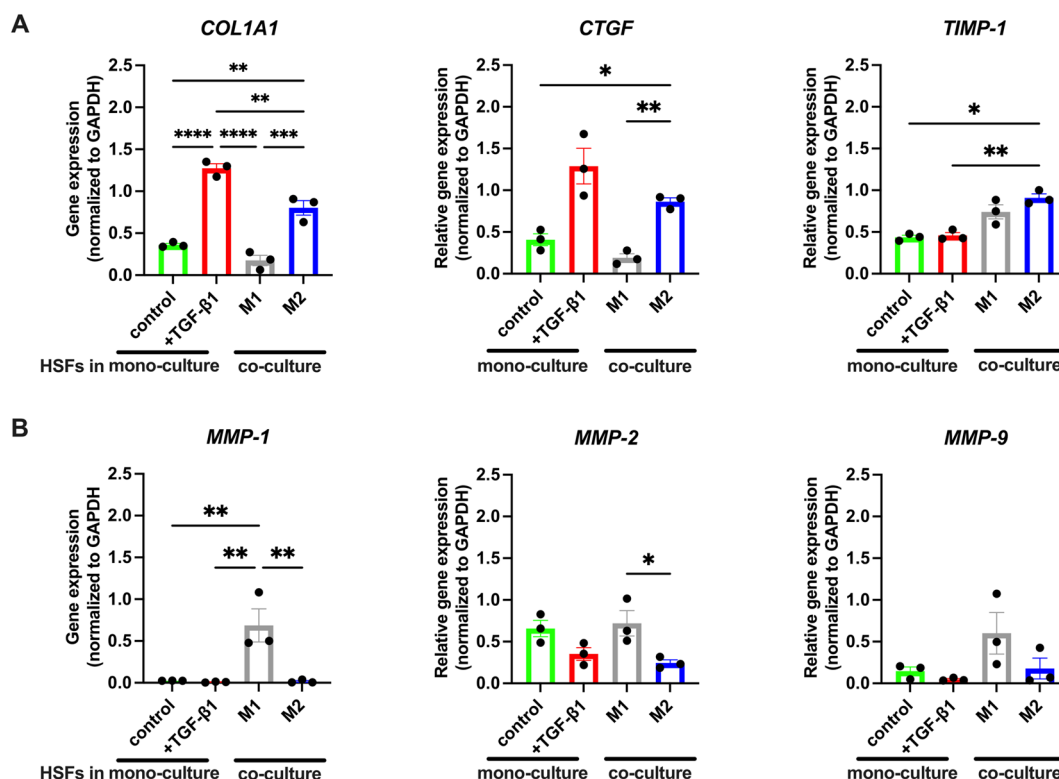 A
COL1A1
CTGF
TIMP-1
Gene expression
(normalized to GAPDH)
2.5
2.0
1.5
1.0
0.5
0.0
**
**
****
****
***
control
+TGF-β1
M1
M2
HSFs in mono-culture
co-culture
Relative gene expression
(normalized to GAPDH)
2.5
2.0
1.5
1.0
0.5
0.0
*
**
control
+TGF-β1
M1
M2
mono-culture
co-culture
Relative gene expression
(normalized to GAPDH)
2.5
2.0
1.5
1.0
0.5
0.0
*
**
control
+TGF-β1
M1
M2
mono-culture
co-culture
B
MMP-1
MMP-2
MMP-9
Gene expression
(normalized to GAPDH)
2.5
2.0
1.5
1.0
0.5
0.0
**
**
**
control
+TGF-β1
M1
M2
HSFs in mono-culture
co-culture
Relative gene expression
(normalized to GAPDH)
2.5
2.0
1.5
1.0
0.5
0.0
*
control
+TGF-β1
M1
M2
mono-culture
co-culture
Relative gene expression
(normalized to GAPDH)
2.5
2.0
1.5
1.0
0.5
0.0
control
+TGF-β1
M1
M2
mono-culture
co-culture